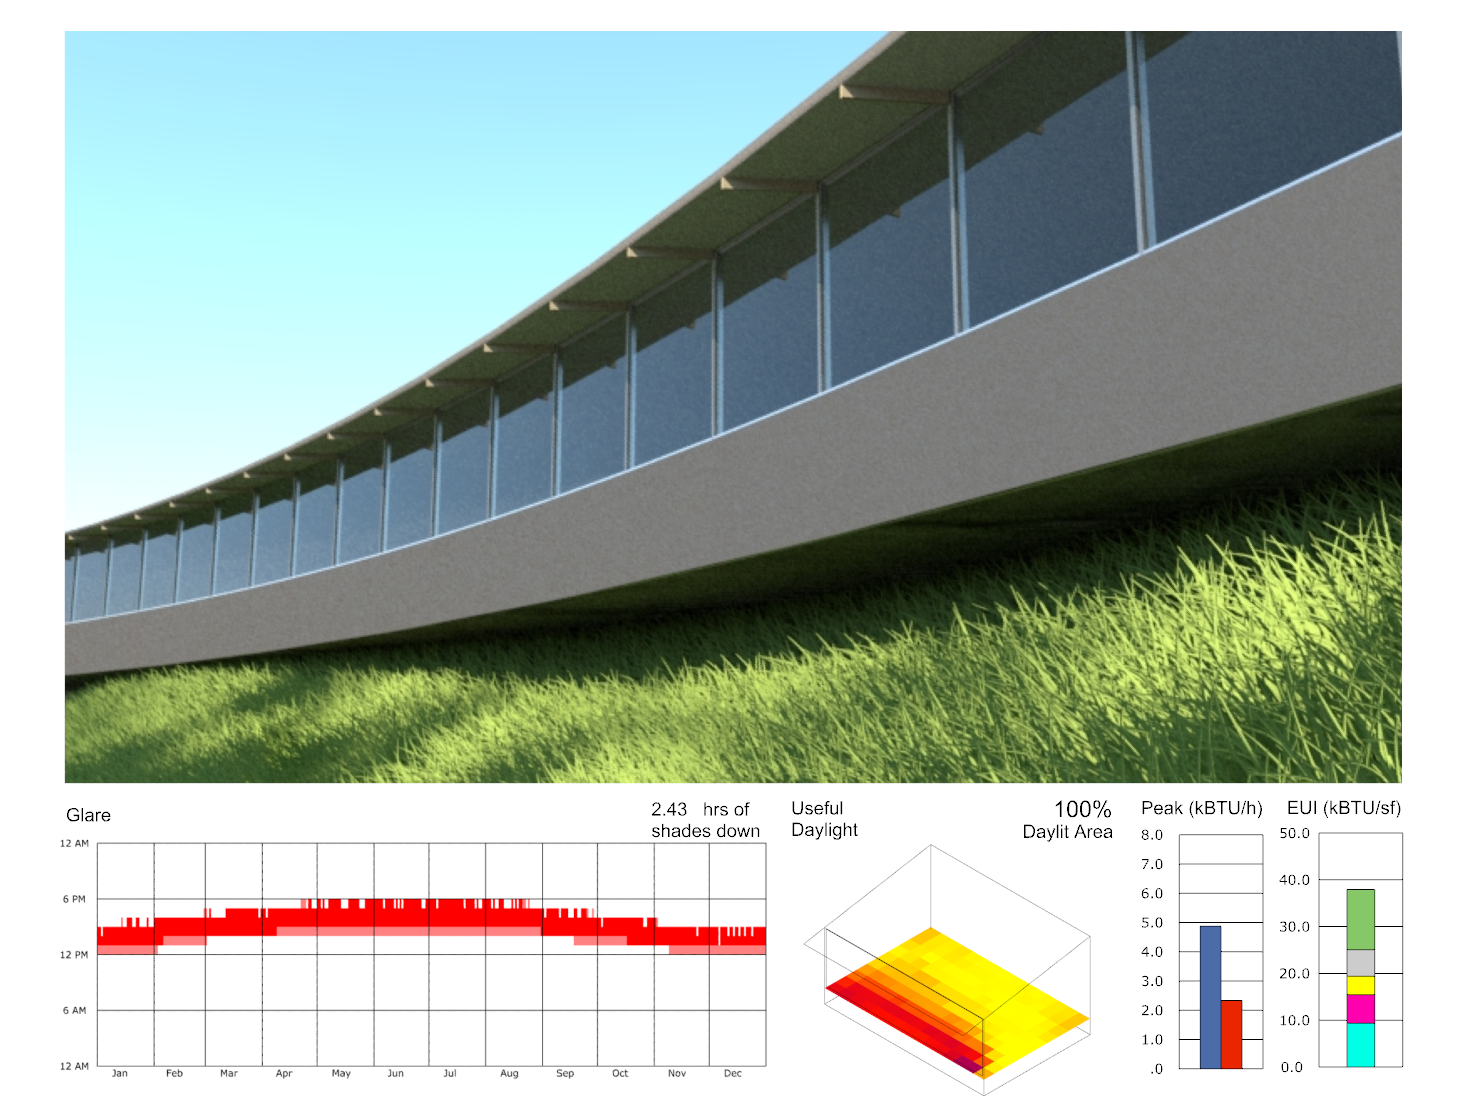 Glare
2.43 hrs of
shades down
12 AM
6 PM
12 PM
6 AM
12 AM
Jan Feb Mar Apr May Jun Jul Aug Sep Oct Nov Dec
Useful
Daylight
100%
Daylit Area
Peak (kBTU/h)
8.0
7.0
6.0
5.0
4.0
3.0
2.0
1.0
.0
EUI (kBTU/sf)
50.0
40.0
30.0
20.0
10.0
0.0